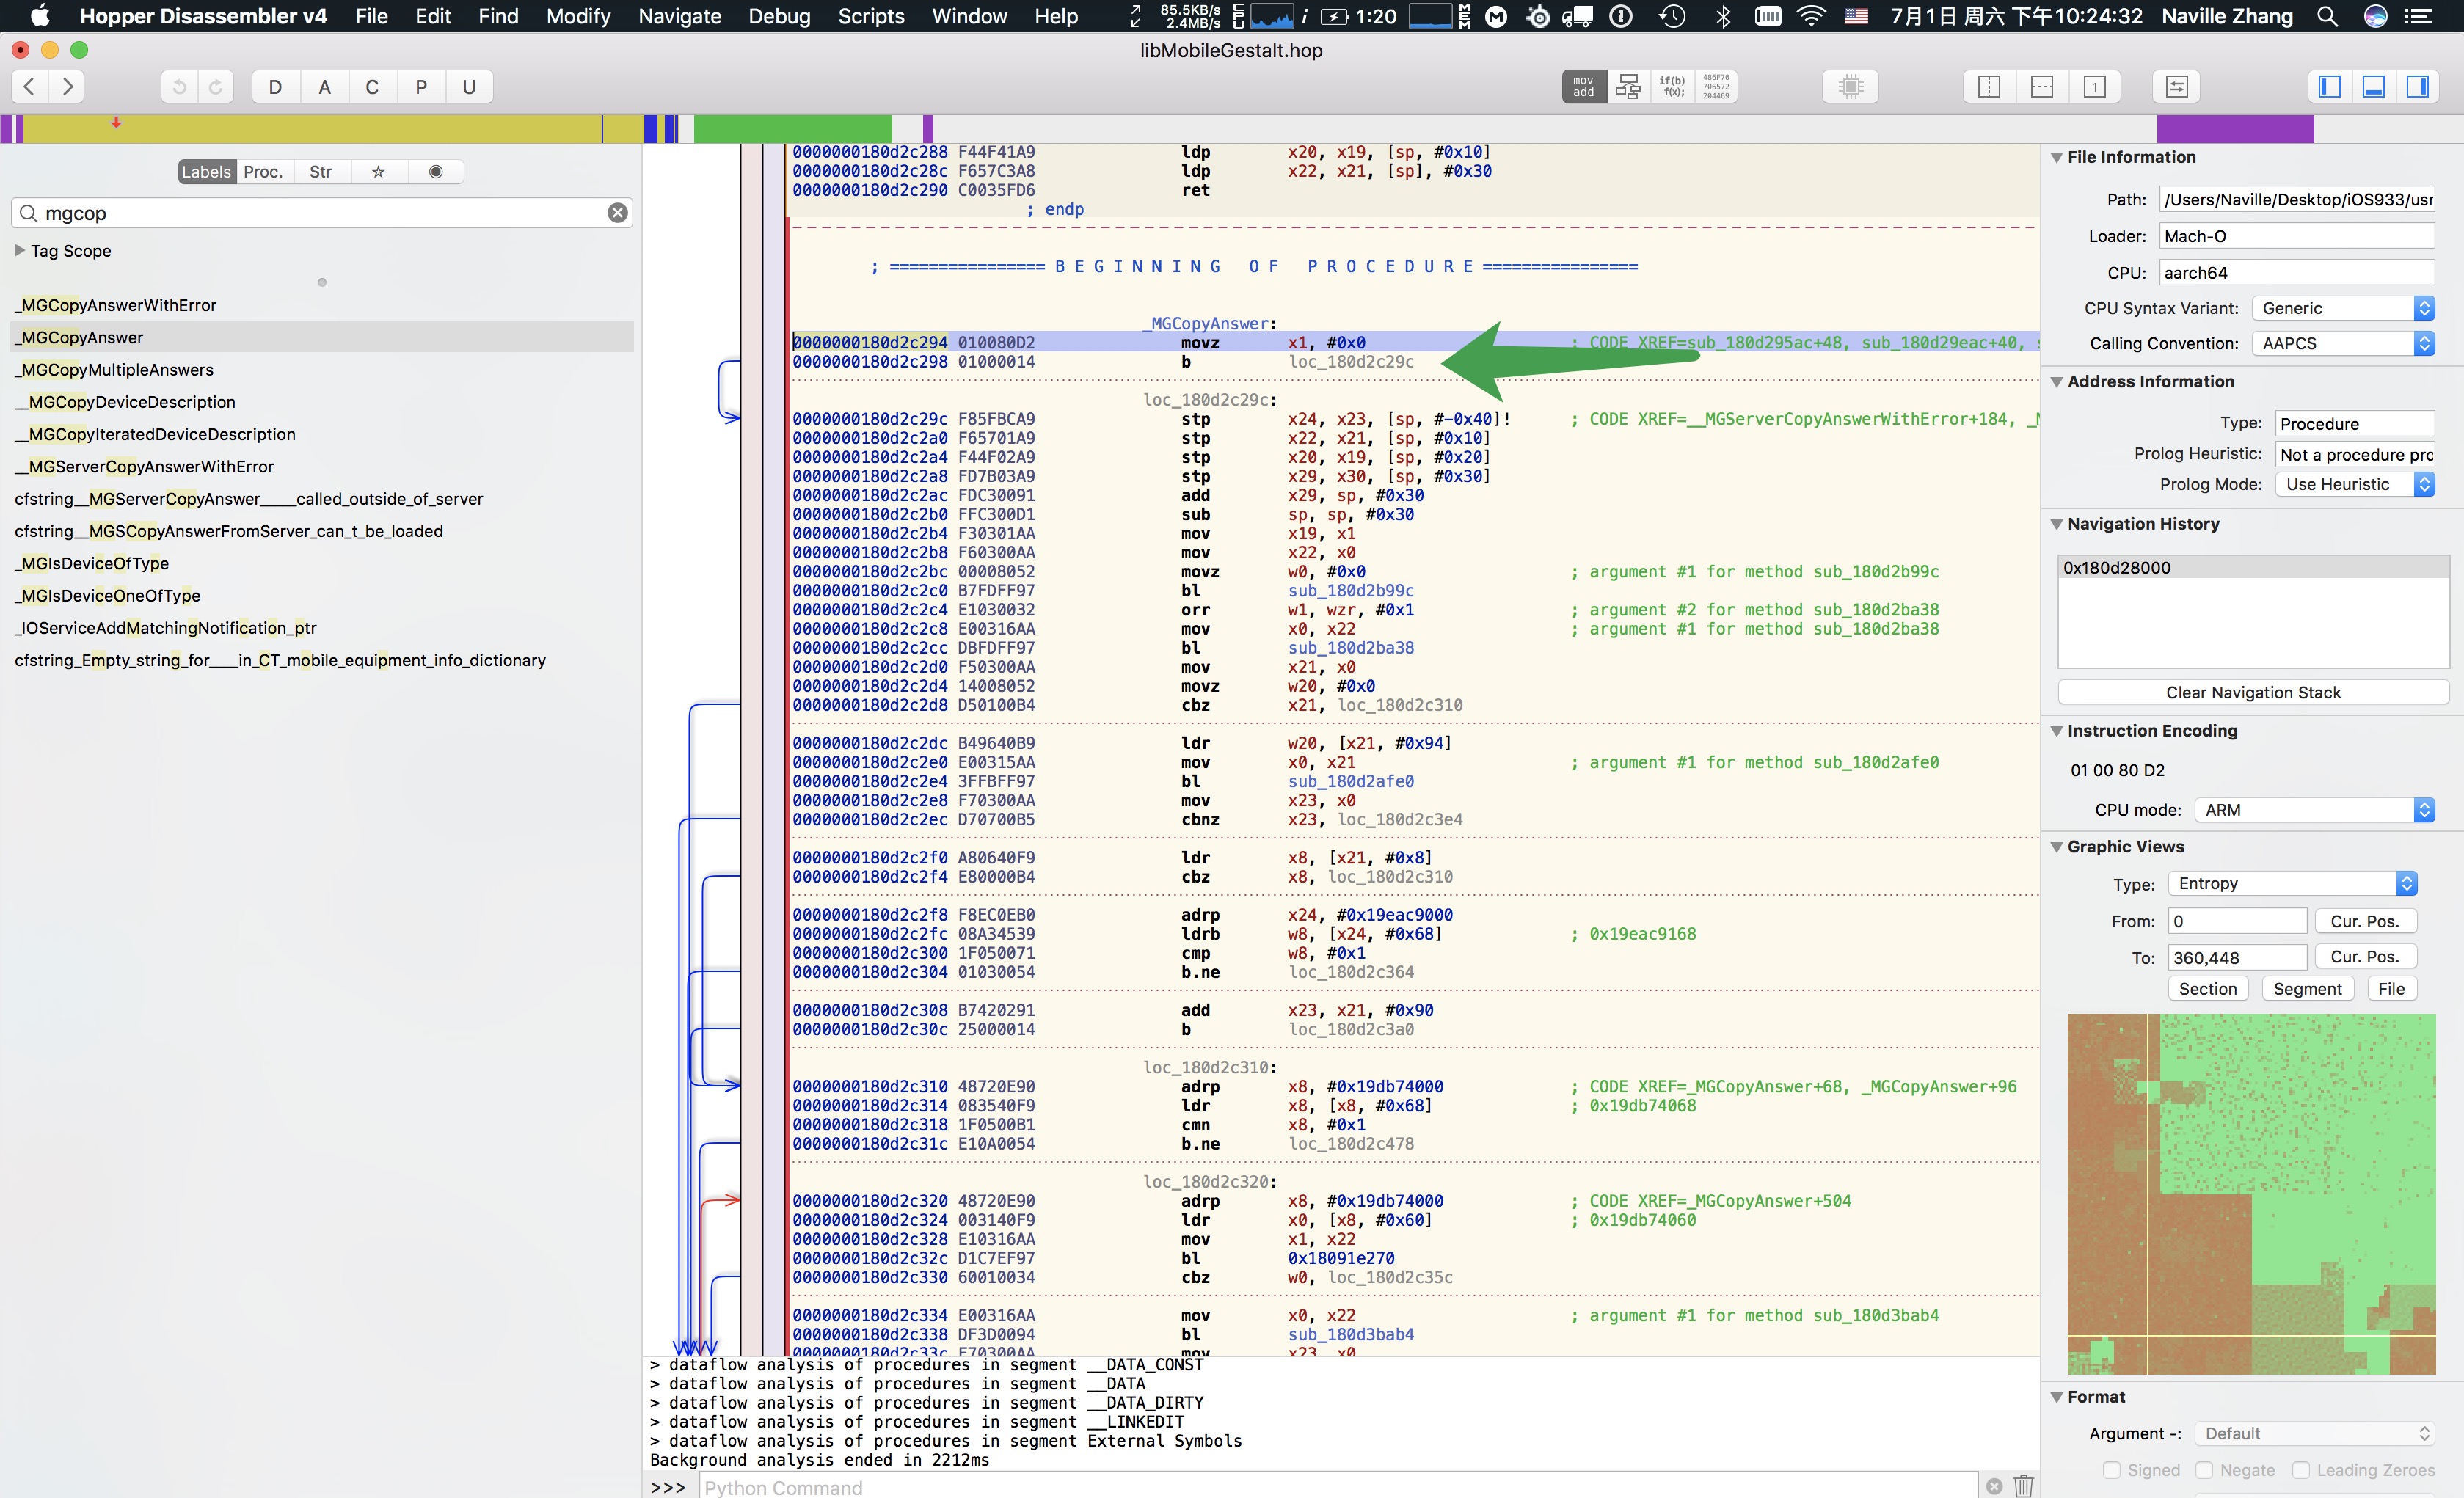 Hopper Disassembler v4 File Edit Find Modify Navigate Debug Scripts Window Help 85.5KB/s 2.4MB/s CPU i 1:20 MEM 7月1日 周六 下午10:24:32 Naville Zhang
libMobileGestalt.hop
D A C P U mov add if(b) f(x); 486F70 706572 204469 1
Labels Proc. Str
mgcop
Tag Scope
_MGCopyAnswerWithError
_MGCopyAnswer
_MGCopyMultipleAnswers
__MGCopyDeviceDescription
__MGCopyIteratedDeviceDescription
__MGServerCopyAnswerWithError
cfstring__MGServerCopyAnswer_____called_outside_of_server
cfstring__MGSCopyAnswerFromServer_can_t_be_loaded
_MGIsDeviceOfType
_MGIsDeviceOneOfType
_IOServiceAddMatchingNotification_ptr
cfstring_Empty_string_for____in_CT_mobile_equipment_info_dictionary
0000000180d2c288 F44F41A9 ldp x20, x19, [sp, #0x10]
0000000180d2c28c F657C3A8 ldp x22, x21, [sp], #0x30
0000000180d2c290 C0035FD6 ret
; endp
; ================ B E G I N N I N G   O F   P R O C E D U R E ================
_MGCopyAnswer:
0000000180d2c294 010080D2 movz x1, #0x0 ; CODE XREF=sub_180d295ac+48, sub_180d29eac+40,
0000000180d2c298 01000014 b loc_180d2c29c
loc_180d2c29c:
0000000180d2c29c F85FBCA9 stp x24, x23, [sp, #-0x40]! ; CODE XREF=__MGServerCopyAnswerWithError+184,
0000000180d2c2a0 F65701A9 stp x22, x21, [sp, #0x10]
0000000180d2c2a4 F44F02A9 stp x20, x19, [sp, #0x20]
0000000180d2c2a8 FD7B03A9 stp x29, x30, [sp, #0x30]
0000000180d2c2ac FDC30091 add x29, sp, #0x30
0000000180d2c2b0 FFC300D1 sub sp, sp, #0x30
0000000180d2c2b4 F30301AA mov x19, x1
0000000180d2c2b8 F60300AA mov x22, x0
0000000180d2c2bc 00008052 movz w0, #0x0 ; argument #1 for method sub_180d2b99c
0000000180d2c2c0 B7FDFF97 bl sub_180d2b99c
0000000180d2c2c4 E1030032 orr w1, wzr, #0x1 ; argument #2 for method sub_180d2ba38
0000000180d2c2c8 E00316AA mov x0, x22 ; argument #1 for method sub_180d2ba38
0000000180d2c2cc DBFDFF97 bl sub_180d2ba38
0000000180d2c2d0 F50300AA mov x21, x0
0000000180d2c2d4 14008052 movz w20, #0x0
0000000180d2c2d8 D50100B4 cbz x21, loc_180d2c310
0000000180d2c2dc B49640B9 ldr w20, [x21, #0x94]
0000000180d2c2e0 E00315AA mov x0, x21 ; argument #1 for method sub_180d2afe0
0000000180d2c2e4 3FFBFF97 bl sub_180d2afe0
0000000180d2c2e8 F70300AA mov x23, x0
0000000180d2c2ec D70700B5 cbnz x23, loc_180d2c3e4
0000000180d2c2f0 A80640F9 ldr x8, [x21, #0x8]
0000000180d2c2f4 E80000B4 cbz x8, loc_180d2c310
0000000180d2c2f8 F8EC0EB0 adrp x24, #0x19eac9000
0000000180d2c2fc 08A34539 ldrb w8, [x24, #0x68] ; 0x19eac9168
0000000180d2c300 1F050071 cmp w8, #0x1
0000000180d2c304 01030054 b.ne loc_180d2c364
0000000180d2c308 B7420291 add x23, x21, #0x90
0000000180d2c30c 25000014 b loc_180d2c3a0
loc_180d2c310:
0000000180d2c310 48720E90 adrp x8, #0x19db74000 ; CODE XREF=_MGCopyAnswer+68, _MGCopyAnswer+96
0000000180d2c314 083540F9 ldr x8, [x8, #0x68] ; 0x19db74068
0000000180d2c318 1F0500B1 cmn x8, #0x1
0000000180d2c31c E10A0054 b.ne loc_180d2c478
loc_180d2c320:
0000000180d2c320 48720E90 adrp x8, #0x19db74000 ; CODE XREF=_MGCopyAnswer+504
0000000180d2c324 003140F9 ldr x0, [x8, #0x60] ; 0x19db74060
0000000180d2c328 E10316AA mov x1, x22
0000000180d2c32c D1C7EF97 bl 0x18091e270
0000000180d2c330 60010034 cbz w0, loc_180d2c35c
0000000180d2c334 E00316AA mov x0, x22 ; argument #1 for method sub_180d3bab4
0000000180d2c338 DF3D0094 bl sub_180d3bab4
0000000180d2c33c F70300AA mov x23, x0
> dataflow analysis of procedures in segment __DATA_CONST
> dataflow analysis of procedures in segment __DATA
> dataflow analysis of procedures in segment __DATA_DIRTY
> dataflow analysis of procedures in segment __LINKEDIT
> dataflow analysis of procedures in segment External Symbols
Background analysis ended in 2212ms
>>> Python Command
File Information
Path: /Users/Naville/Desktop/iOS933/usr
Loader: Mach-O
CPU: aarch64
CPU Syntax Variant: Generic
Calling Convention: AAPCS
Address Information
Type: Procedure
Prolog Heuristic: Not a procedure pro
Prolog Mode: Use Heuristic
Navigation History
0x180d28000
Clear Navigation Stack
Instruction Encoding
01 00 80 D2
CPU mode: ARM
Graphic Views
Type: Entropy
From: 0 Cur. Pos.
To: 360,448 Cur. Pos.
Section Segment File
Format
Argument -: Default
Signed Negate Leading Zeroes